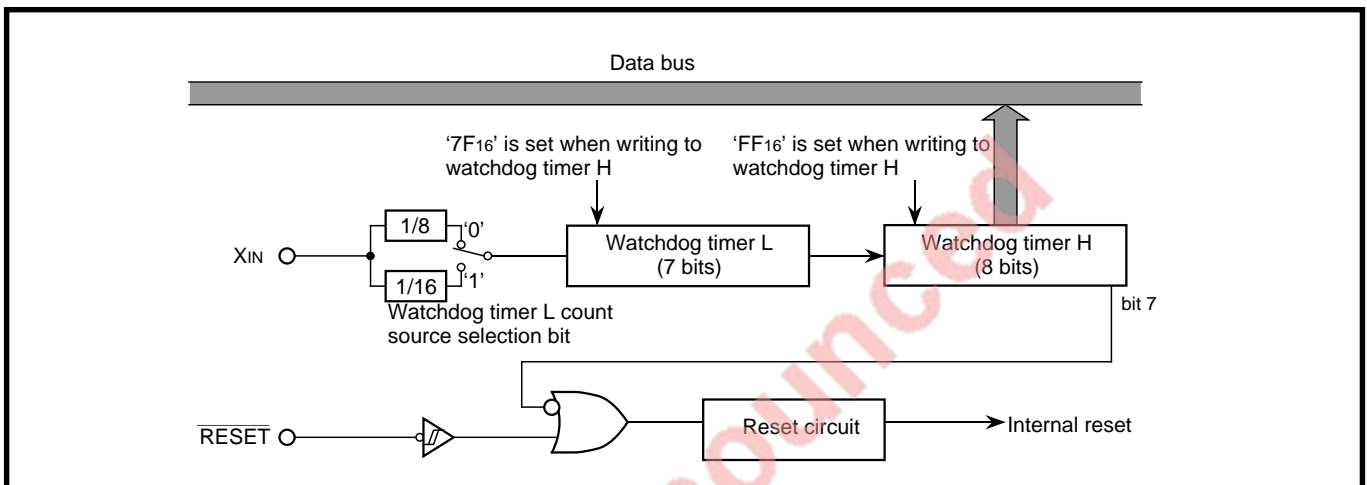 Data bus
‘7F16’ is set when writing to
watchdog timer H
‘FF16’ is set when writing to
watchdog timer H
1/8
‘0’
XIN
1/16
‘1’
Watchdog timer L count
source selection bit
Watchdog timer L
(7 bits)
Watchdog timer H
(8 bits)
bit 7
RESET
Reset circuit
Internal reset
ounced